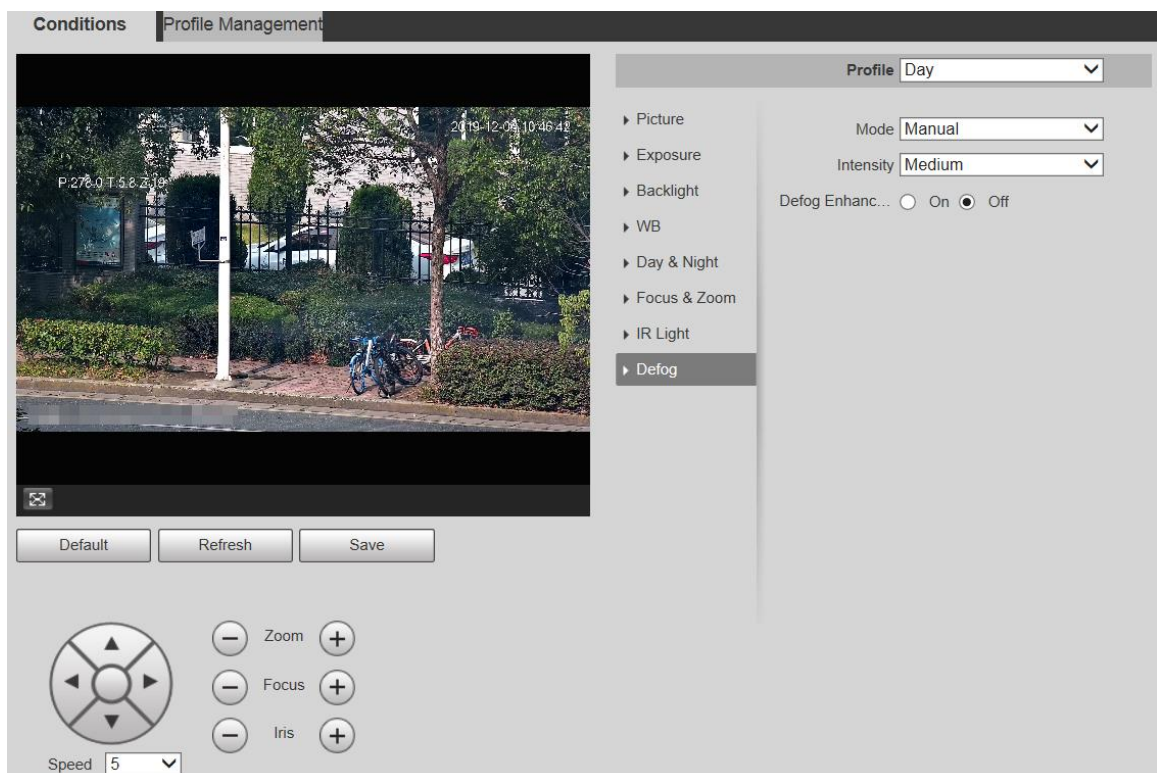 Conditions Profile Management
Profile Day
2019-12-04 10:46:42
P:278.0 T:5.8 Z:19
Picture
Exposure
Backlight
WB
Day & Night
Focus & Zoom
IR Light
Defog
Mode Manual
Intensity Medium
Defog Enhanc... On Off
Default Refresh Save
Zoom
Focus
Iris
Speed 5